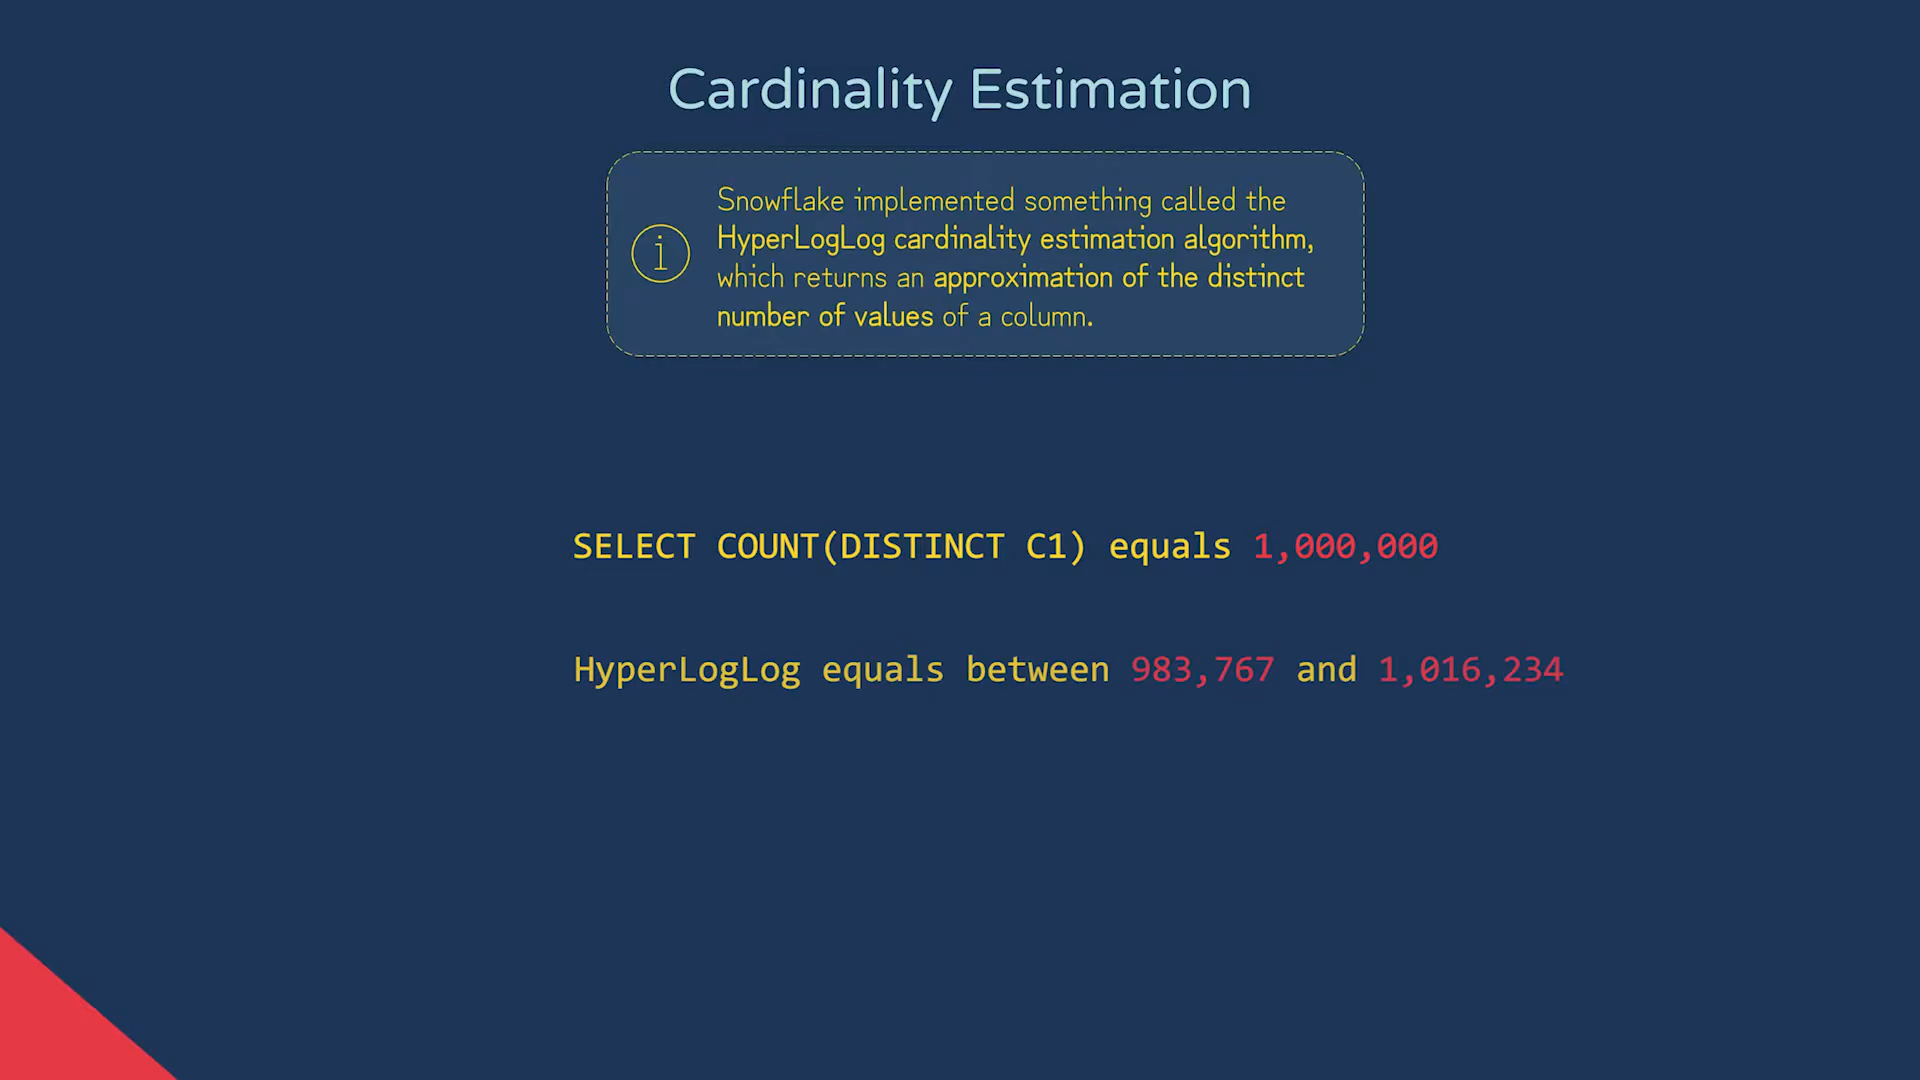 Cardinality Estimation
Snowflake implemented something called the
HyperLogLog cardinality estimation algorithm,
which returns an approximation of the distinct
number of values of a column.
SELECT COUNT(DISTINCT C1) equals 1,000,000
HyperLogLog equals between 983,767 and 1,016,234